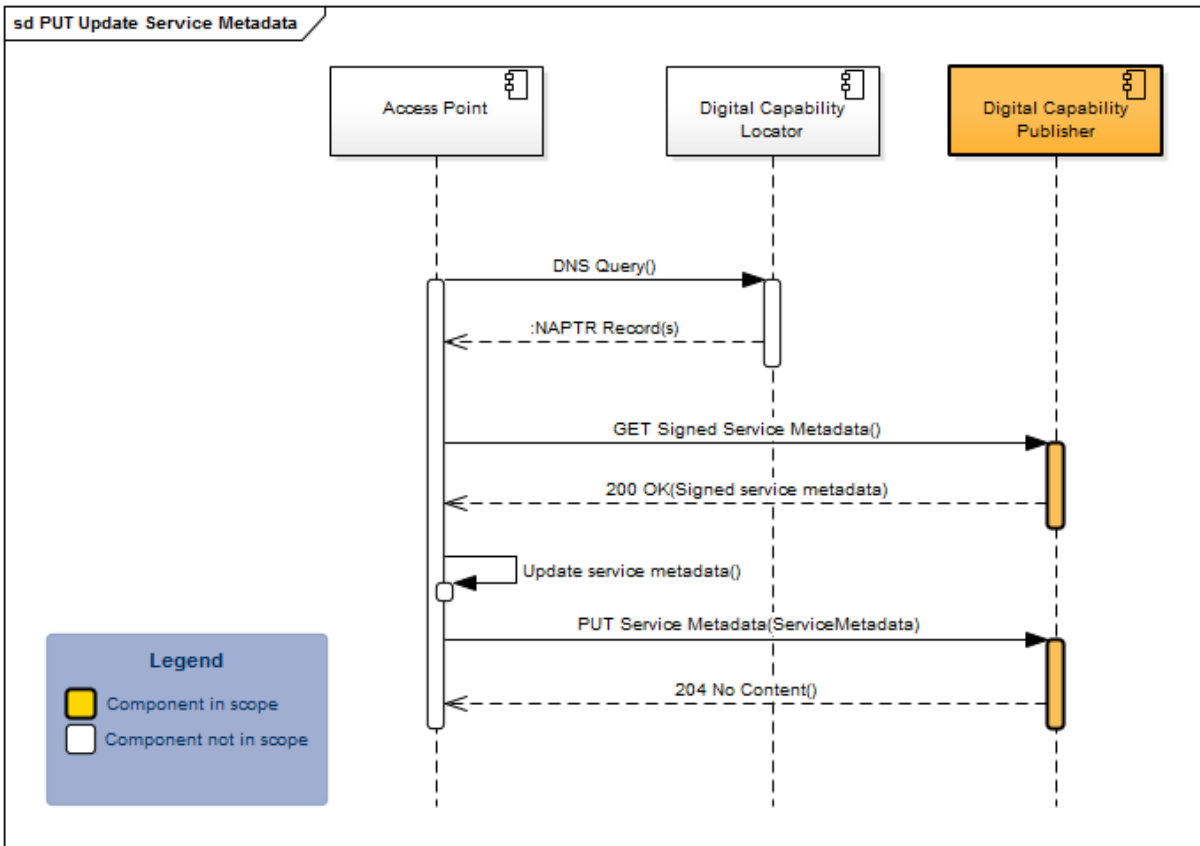 sd PUT Update Service Metadata
Access Point
Digital Capability
Locator
Digital Capability
Publisher
DNS Query()
:NAPTR Record(s)
GET Signed Service Metadata()
200 OK(Signed service metadata)
Update service metadata()
PUT Service Metadata(ServiceMetadata)
204 No Content()
Legend
Component in scope
Component not in scope